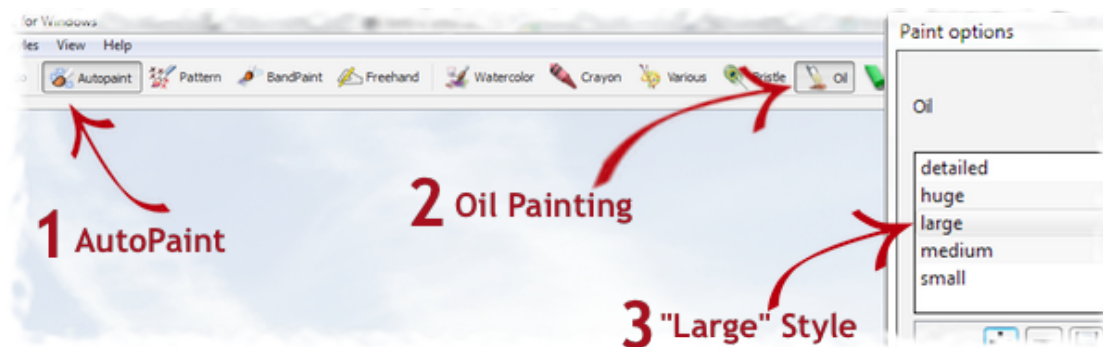 for Windows
Paint options
View Help
Autopaint Pattern BandPaint Freehand Watercolor Crayon Various Bristle Oil
Oil
detailed
huge
large
medium
small
1 AutoPaint
2 Oil Painting
3 "Large" Style